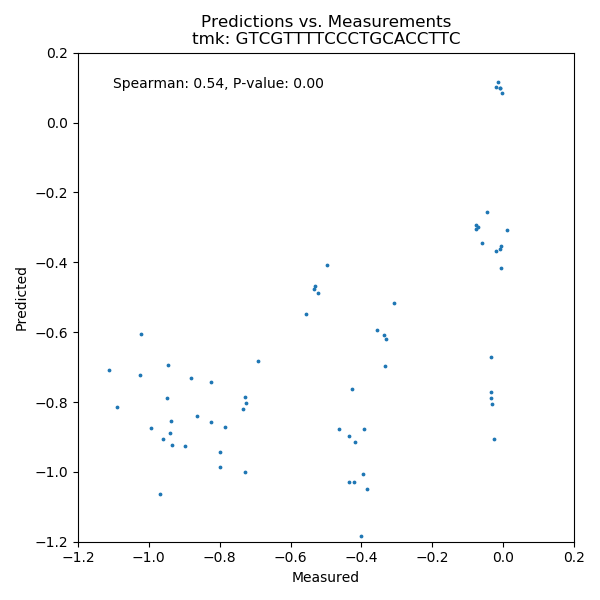 Predictions vs. Measurements
tmk: GTCGTTTTCCCTGCACCTTC
Spearman: 0.54, P-value: 0.00
0.2
0.0
−0.2
−0.4
−0.6
−0.8
−1.0
−1.2
Predicted
−1.2 −1.0 −0.8 −0.6 −0.4 −0.2 0.0 0.2
Measured